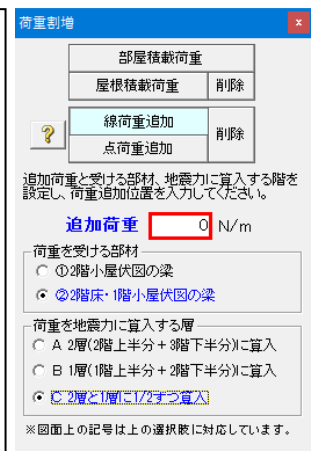 荷重割増
×
部屋積載荷重
屋根積載荷重 削除
?
線荷重追加
点荷重追加 削除
追加荷重と受ける部材、地震力に算入する階を
設定し、荷重追加位置を入力してください。
追加荷重 0 N/m
荷重を受ける部材
①2階小屋伏図の梁
②2階床・1階小屋伏図の梁
荷重を地震力に算入する層
A 2層(2階上半分+3階下半分)に算入
B 1層(1階上半分+2階下半分)に算入
C 2層と1層に1/2ずつ算入
※図面上の記号は上の選択肢に対応しています。